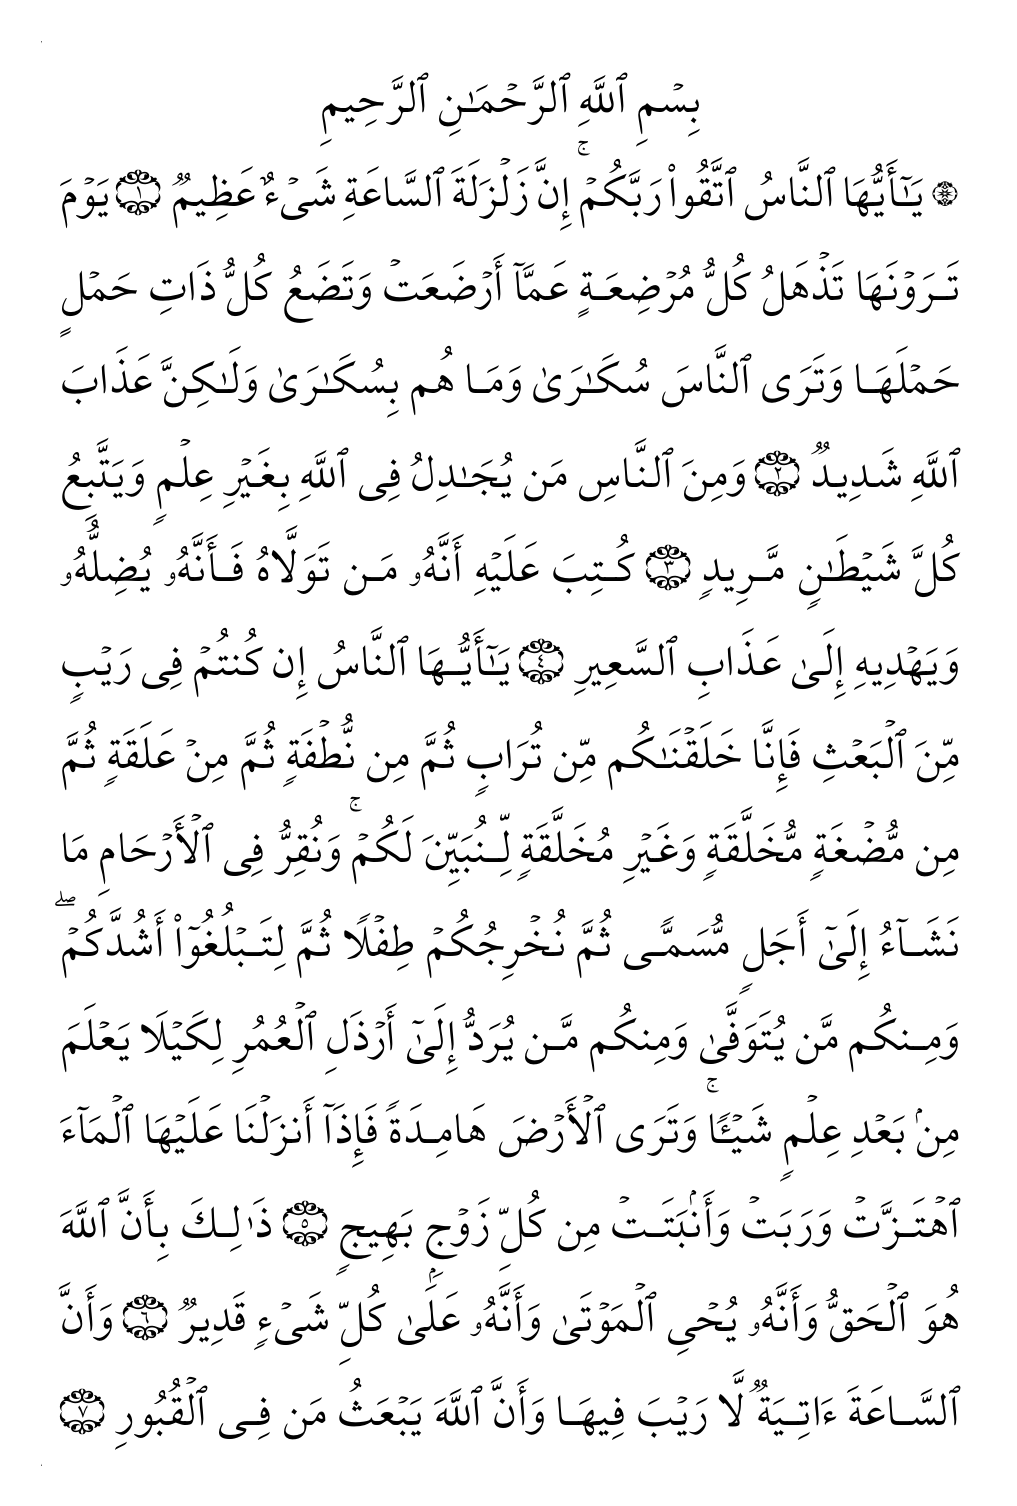 بِسۡمِ ٱللَّهِ ٱلرَّحۡمَـٰنِ ٱلرَّحِيمِ
۞ يَـٰٓأَيُّهَا ٱلنَّاسُ ٱتَّقُوا۟ رَبَّكُمۡۚ إِنَّ زَلۡزَلَةَ ٱلسَّاعَةِ شَىۡءٌ عَظِيمٌۭ ١ يَوۡمَ
تَرَوۡنَهَا تَذۡهَلُ كُلُّ مُرۡضِعَةٍ عَمَّآ أَرۡضَعَتۡ وَتَضَعُ كُلُّ ذَاتِ حَمۡلٍ
حَمۡلَهَا وَتَرَى ٱلنَّاسَ سُكَـٰرَىٰ وَمَا هُم بِسُكَـٰرَىٰ وَلَـٰكِنَّ عَذَابَ
ٱللَّهِ شَدِيدٌۭ ٢ وَمِنَ ٱلنَّاسِ مَن يُجَـٰدِلُ فِى ٱللَّهِ بِغَيۡرِ عِلۡمٍ وَيَتَّبِعُ
كُلَّ شَيۡطَـٰنٍ مَّرِيدٍ ٣ كُتِبَ عَلَيۡهِ أَنَّهُۥ مَن تَوَلَّاهُ فَأَنَّهُۥ يُضِلُّهُۥ
وَيَهۡدِيهِ إِلَىٰ عَذَابِ ٱلسَّعِيرِ ٤ يَـٰٓأَيُّهَا ٱلنَّاسُ إِن كُنتُمۡ فِى رَيۡبٍ
مِّنَ ٱلۡبَعۡثِ فَإِنَّا خَلَقۡنَـٰكُم مِّن تُرَابٍ ثُمَّ مِن نُّطۡفَةٍ ثُمَّ مِنۡ عَلَقَةٍ ثُمَّ
مِن مُّضۡغَةٍ مُّخَلَّقَةٍ وَغَيۡرِ مُخَلَّقَةٍ لِّنُبَيِّنَ لَكُمۡۚ وَنُقِرُّ فِى ٱلۡأَرۡحَامِ مَا
نَشَآءُ إِلَىٰٓ أَجَلٍ مُّسَمًّى ثُمَّ نُخۡرِجُكُمۡ طِفۡلًا ثُمَّ لِتَبۡلُغُوٓا۟ أَشُدَّكُمۡۖ
وَمِنكُم مَّن يُتَوَفَّىٰ وَمِنكُم مَّن يُرَدُّ إِلَىٰٓ أَرۡذَلِ ٱلۡعُمُرِ لِكَيۡلَا يَعۡلَمَ
مِنۢ بَعۡدِ عِلۡمٍ شَيۡـًٔاۚ وَتَرَى ٱلۡأَرۡضَ هَامِدَةً فَإِذَآ أَنزَلۡنَا عَلَيۡهَا ٱلۡمَآءَ
ٱهۡتَزَّتۡ وَرَبَتۡ وَأَنۢبَتَتۡ مِن كُلِّ زَوۡجٍۭ بَهِيجٍ ٥ ذَٰلِكَ بِأَنَّ ٱللَّهَ
هُوَ ٱلۡحَقُّ وَأَنَّهُۥ يُحۡىِ ٱلۡمَوۡتَىٰ وَأَنَّهُۥ عَلَىٰ كُلِّ شَىۡءٍ قَدِيرٌۭ ٦ وَأَنَّ
ٱلسَّاعَةَ ءَاتِيَةٌۭ لَّا رَيۡبَ فِيهَا وَأَنَّ ٱللَّهَ يَبۡعَثُ مَن فِى ٱلۡقُبُورِ ٧